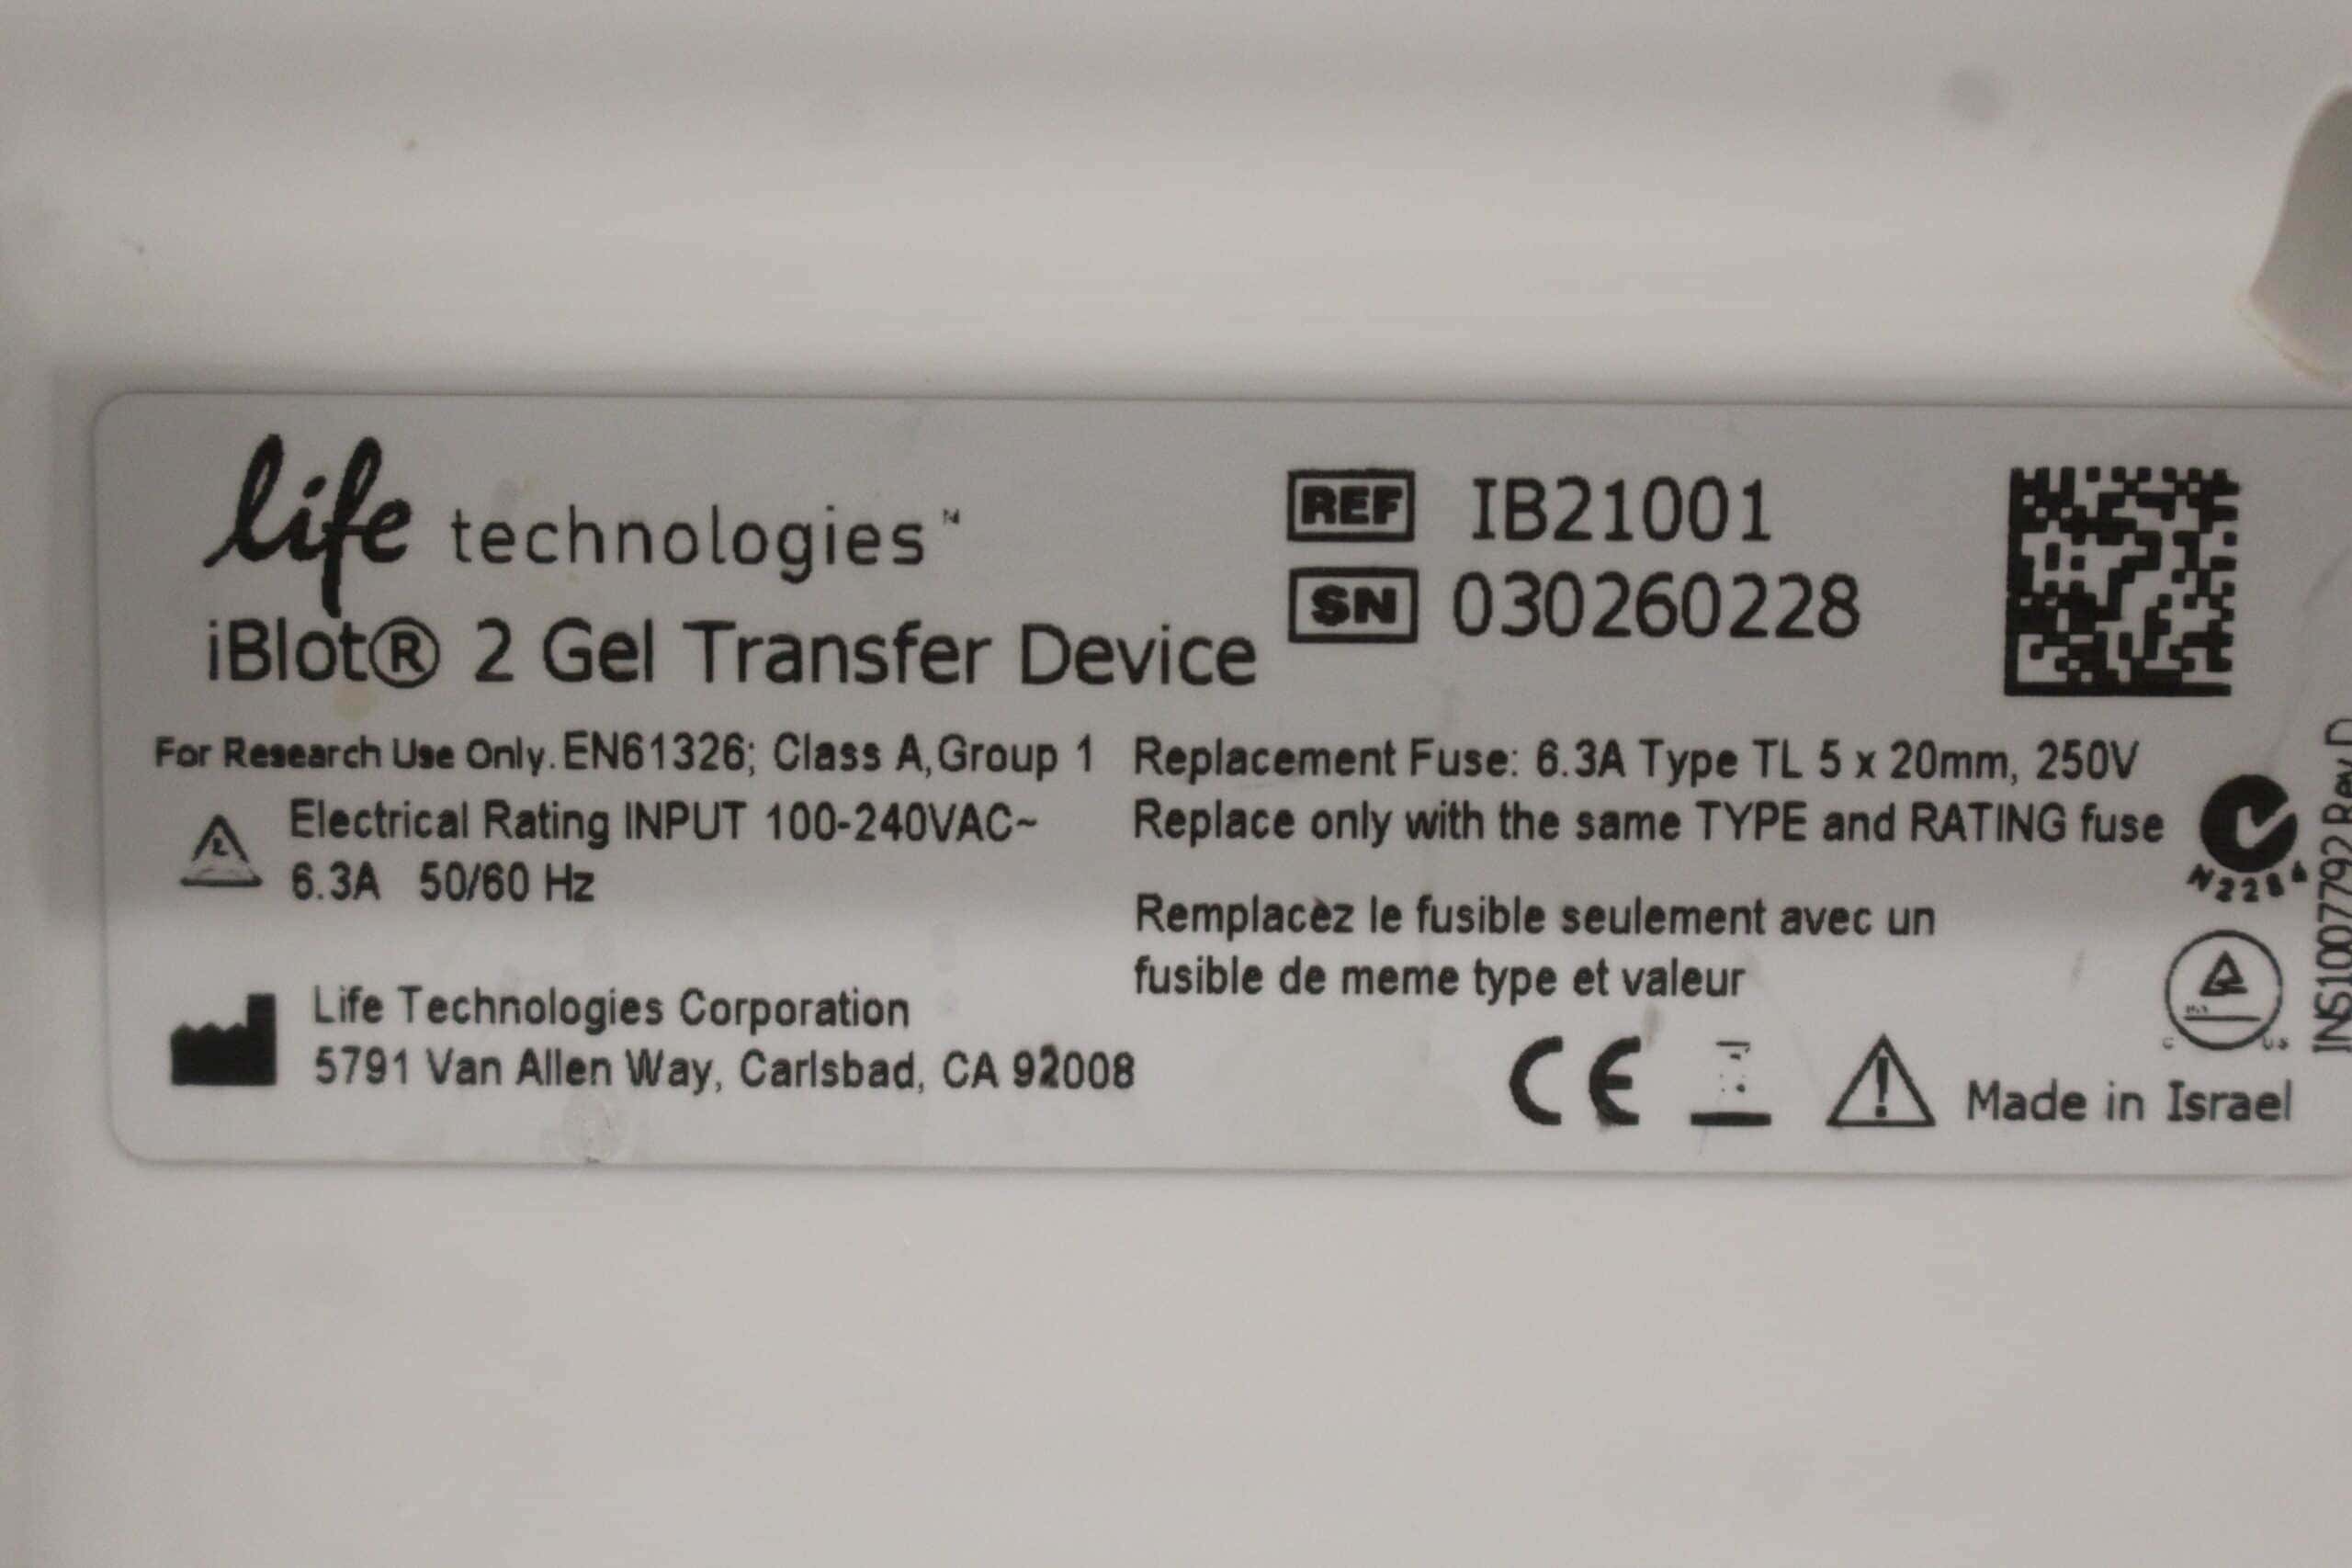 life technologies™
iBlot® 2 Gel Transfer Device
REF IB21001
SN 030260228
For Research Use Only. EN61326; Class A, Group 1
Electrical Rating INPUT 100-240VAC~
6.3A 50/60 Hz
Life Technologies Corporation
5791 Van Allen Way, Carlsbad, CA 92008
Replacement Fuse: 6.3A Type TL 5 x 20mm, 250V
Replace only with the same TYPE and RATING fuse
Remplacèz le fusible seulement avec un
fusible de meme type et valeur
CE
Made in Israel
C US
INS1007792 Rev D